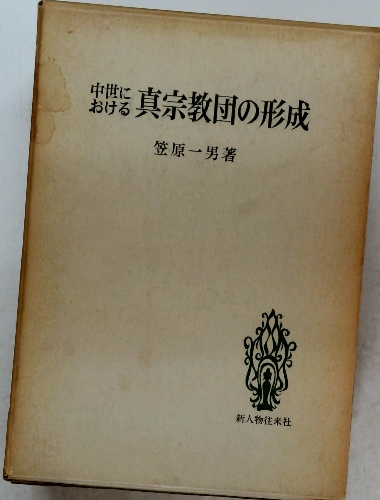 中世における真宗教団の形成
笠原一男著
新人物往来社